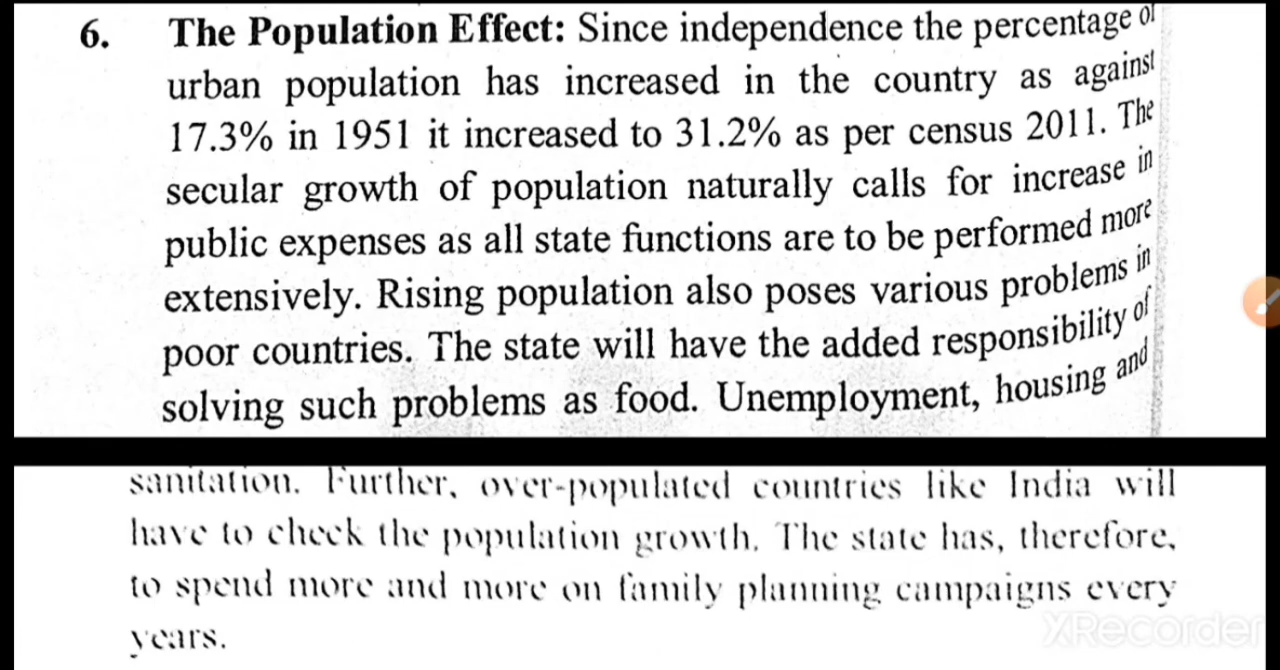 6. The Population Effect: Since independence the percentage of
urban population has increased in the country as against
17.3% in 1951 it increased to 31.2% as per census 2011. The
secular growth of population naturally calls for increase in
public expenses as all state functions are to be performed more
extensively. Rising population also poses various problems in
poor countries. The state will have the added responsibility of
solving such problems as food. Unemployment, housing and
sanitation. Further, over-populated countries like India will
have to check the population growth. The state has, therefore,
to spend more and more on family planning campaigns every
years.
XRecorder